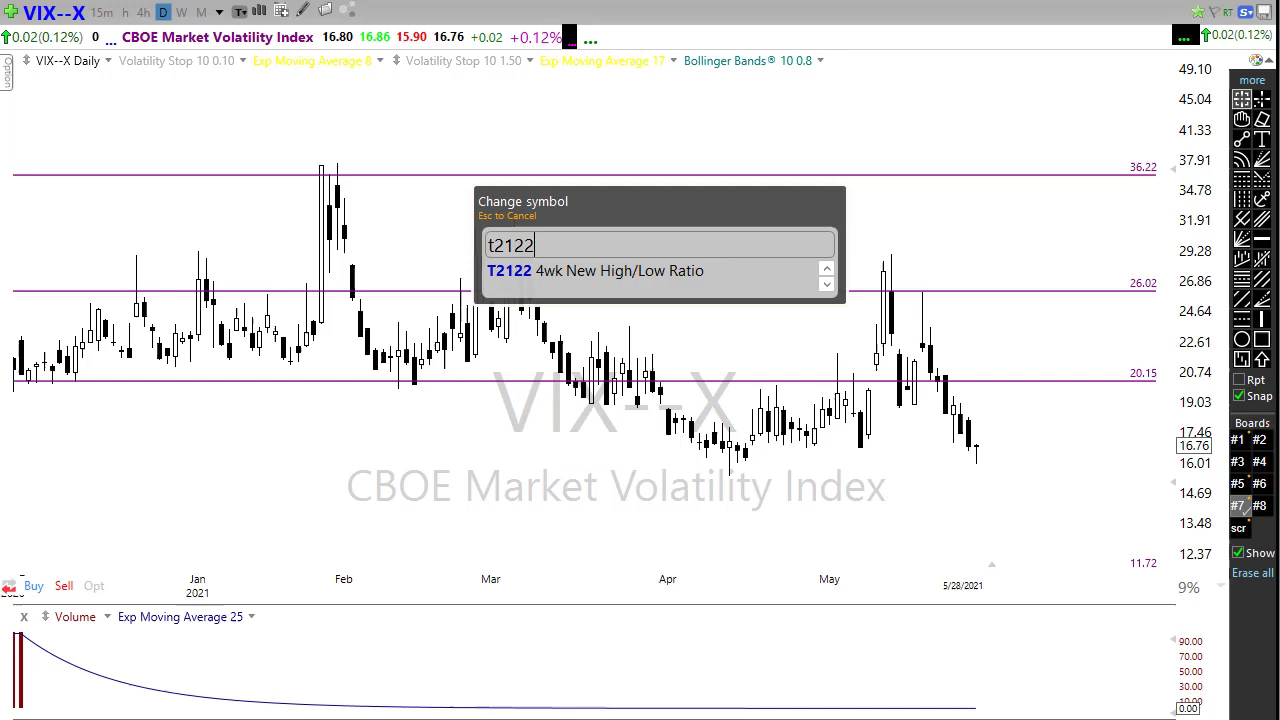 VIX--X 15m h 4h D W M T RT S
0.02(0.12%) 0 ... CBOE Market Volatility Index 16.80 16.86 15.90 16.76 +0.02 +0.12% ... ... ... 0.02(0.12%)
Option
VIX--X Daily Volatility Stop 10 0.10 Exp Moving Average 8 Volatility Stop 10 1.50 Exp Moving Average 17 Bollinger Bands® 10 0.8
49.10
45.04
41.33
37.91
34.78
31.91
29.28
26.86
24.64
22.61
20.74
19.03
17.46
16.76
16.01
14.69
13.48
12.37
36.22
26.02
20.15
11.72
Change symbol
Esc to Cancel
t2122
T2122 4wk New High/Low Ratio
VIX--X
CBOE Market Volatility Index
more
T
Rpt
Snap
Boards
#1 #2
#3 #4
#5 #6
#7 #8
scr
Show
Erase all
Jan Feb Mar Apr May 5/28/2021
2021
Buy Sell Opt
9%
X Volume Exp Moving Average 25
90.00
70.00
50.00
30.00
10.00
0.00